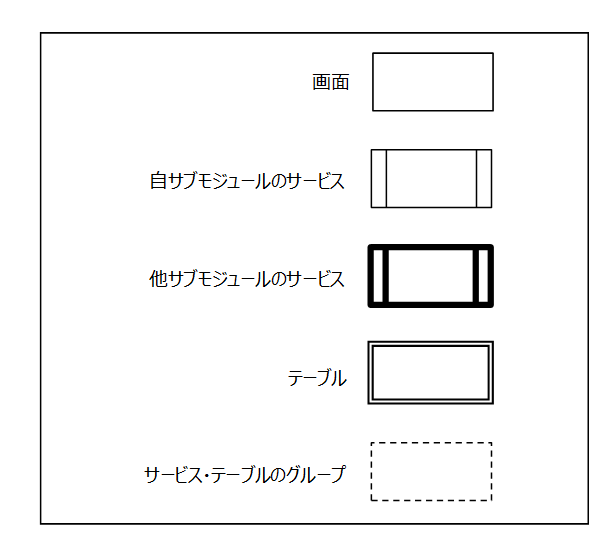 画面
自サブモジュールのサービス
他サブモジュールのサービス
テーブル
サービス・テーブルのグループ